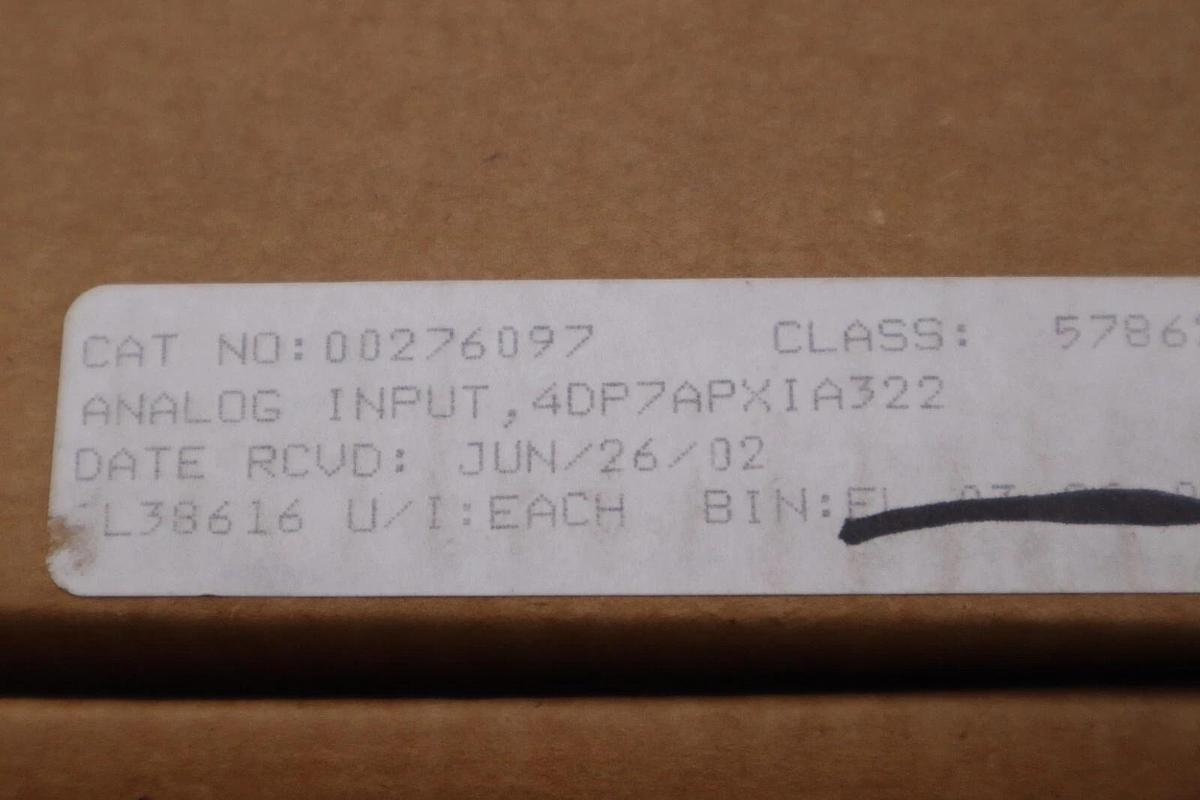 CAT NO:00276097 CLASS:
ANALOG INPUT,4DP7APXIA322
DATE RCVD: JUN/26/02
L38616 U/I:EACH BIN: